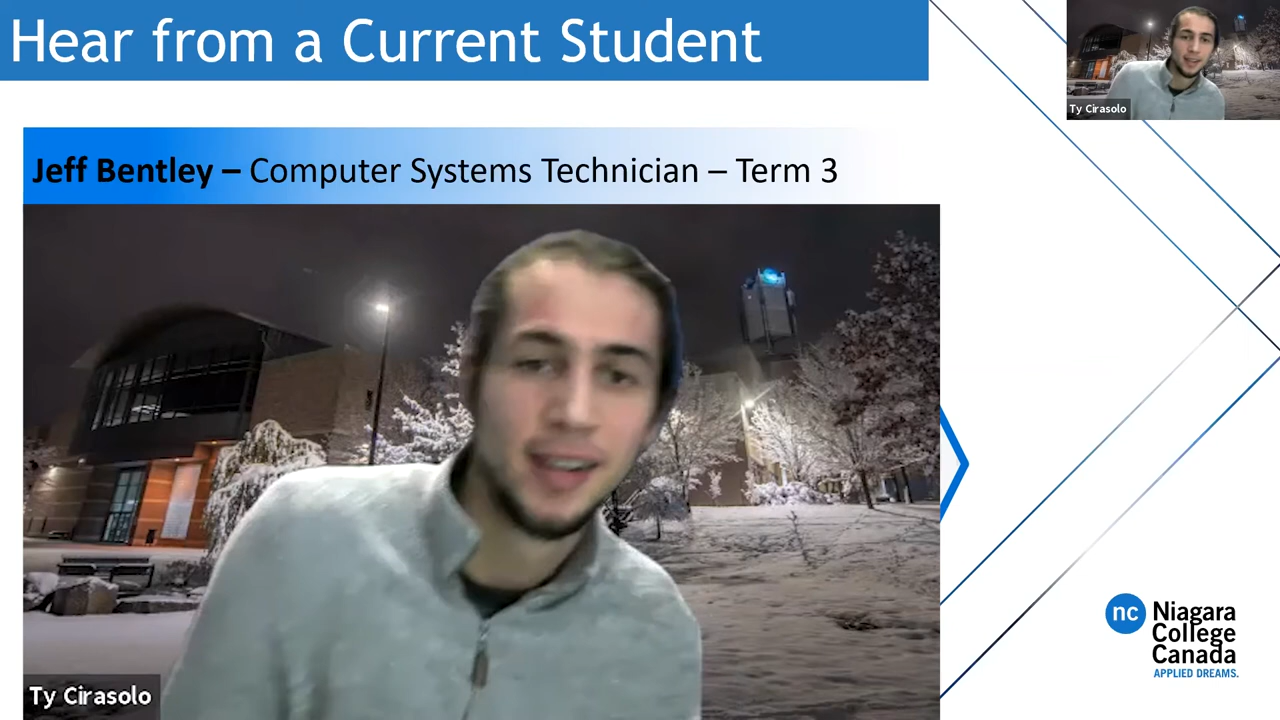 Hear from a Current Student
Ty Cirasolo
Jeff Bentley – Computer Systems Technician – Term 3
Ty Cirasolo
nc
Niagara
College
Canada
APPLIED DREAMS.